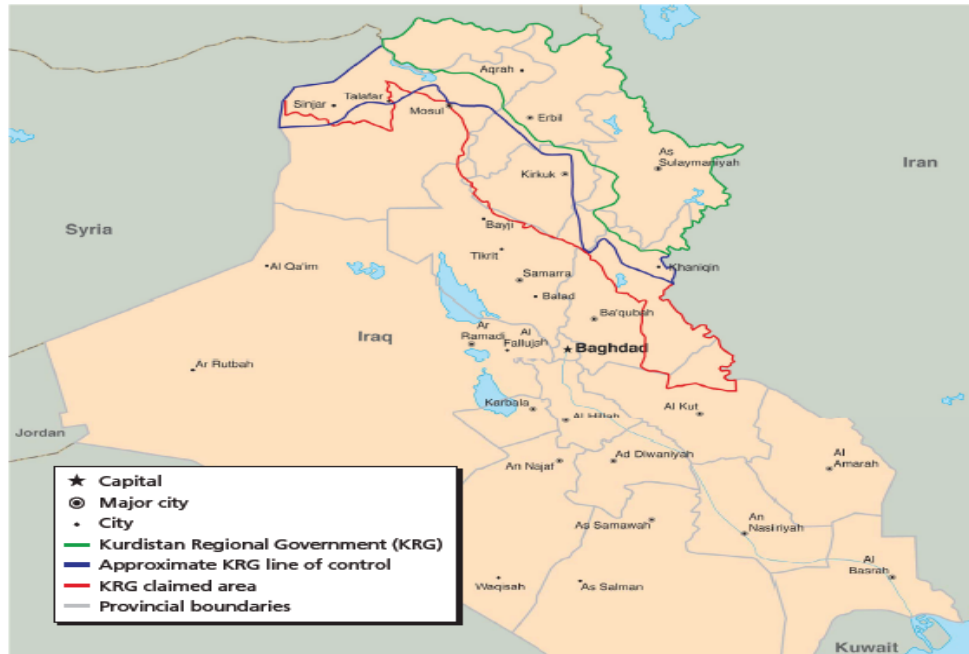 Aqrah
Talafar
Sinjar
Mosul
Erbil
As
Sulaymaniyah
Iran
Kirkuk
Syria
Bayji
Tikrit
Khaniqin
Al Qa'im
Samarra
Balad
Ba'qubah
Iraq
Ar
Ramadi
Al
Fallujah
Baghdad
Ar Rutbah
Karbala
Al Hillah
Al Kut
Jordan
An Najaf
Ad Diwaniyah
Al
Amarah
As Samawah
An
Nasiriyah
Al
Basrah
Waqisah
As Salman
Kuwait
Capital
Major city
City
Kurdistan Regional Government (KRG)
Approximate KRG line of control
KRG claimed area
Provincial boundaries